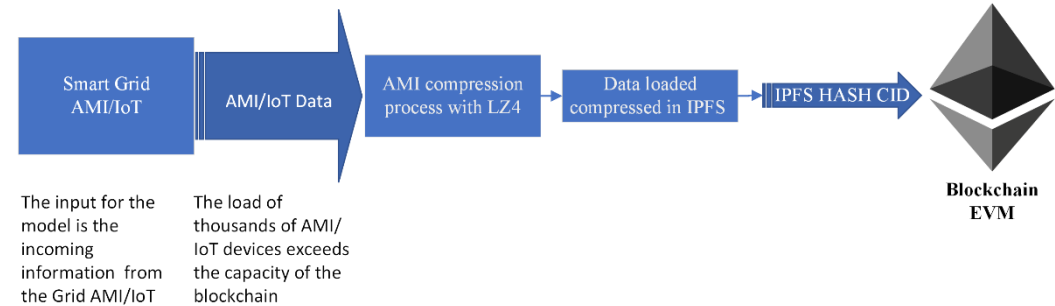 Smart Grid
AMI/IoT
AMI/IoT Data
AMI compression
process with LZ4
Data loaded
compressed in IPFS
IPFS HASH CID
Blockchain
EVM
The input for the
model is the
incoming
information from
the Grid AMI/IoT
The load of
thousands of AMI/
IoT devices exceeds
the capacity of the
blockchain